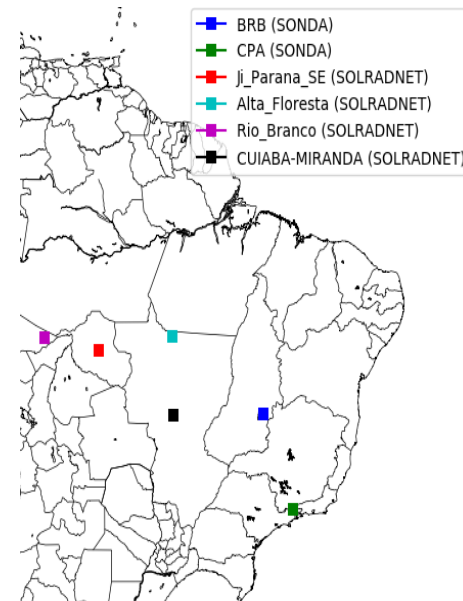 BRB (SONDA)
CPA (SONDA)
Ji_Parana_SE (SOLRADNET)
Alta_Floresta (SOLRADNET)
Rio_Branco (SOLRADNET)
CUIABA-MIRANDA (SOLRADNET)